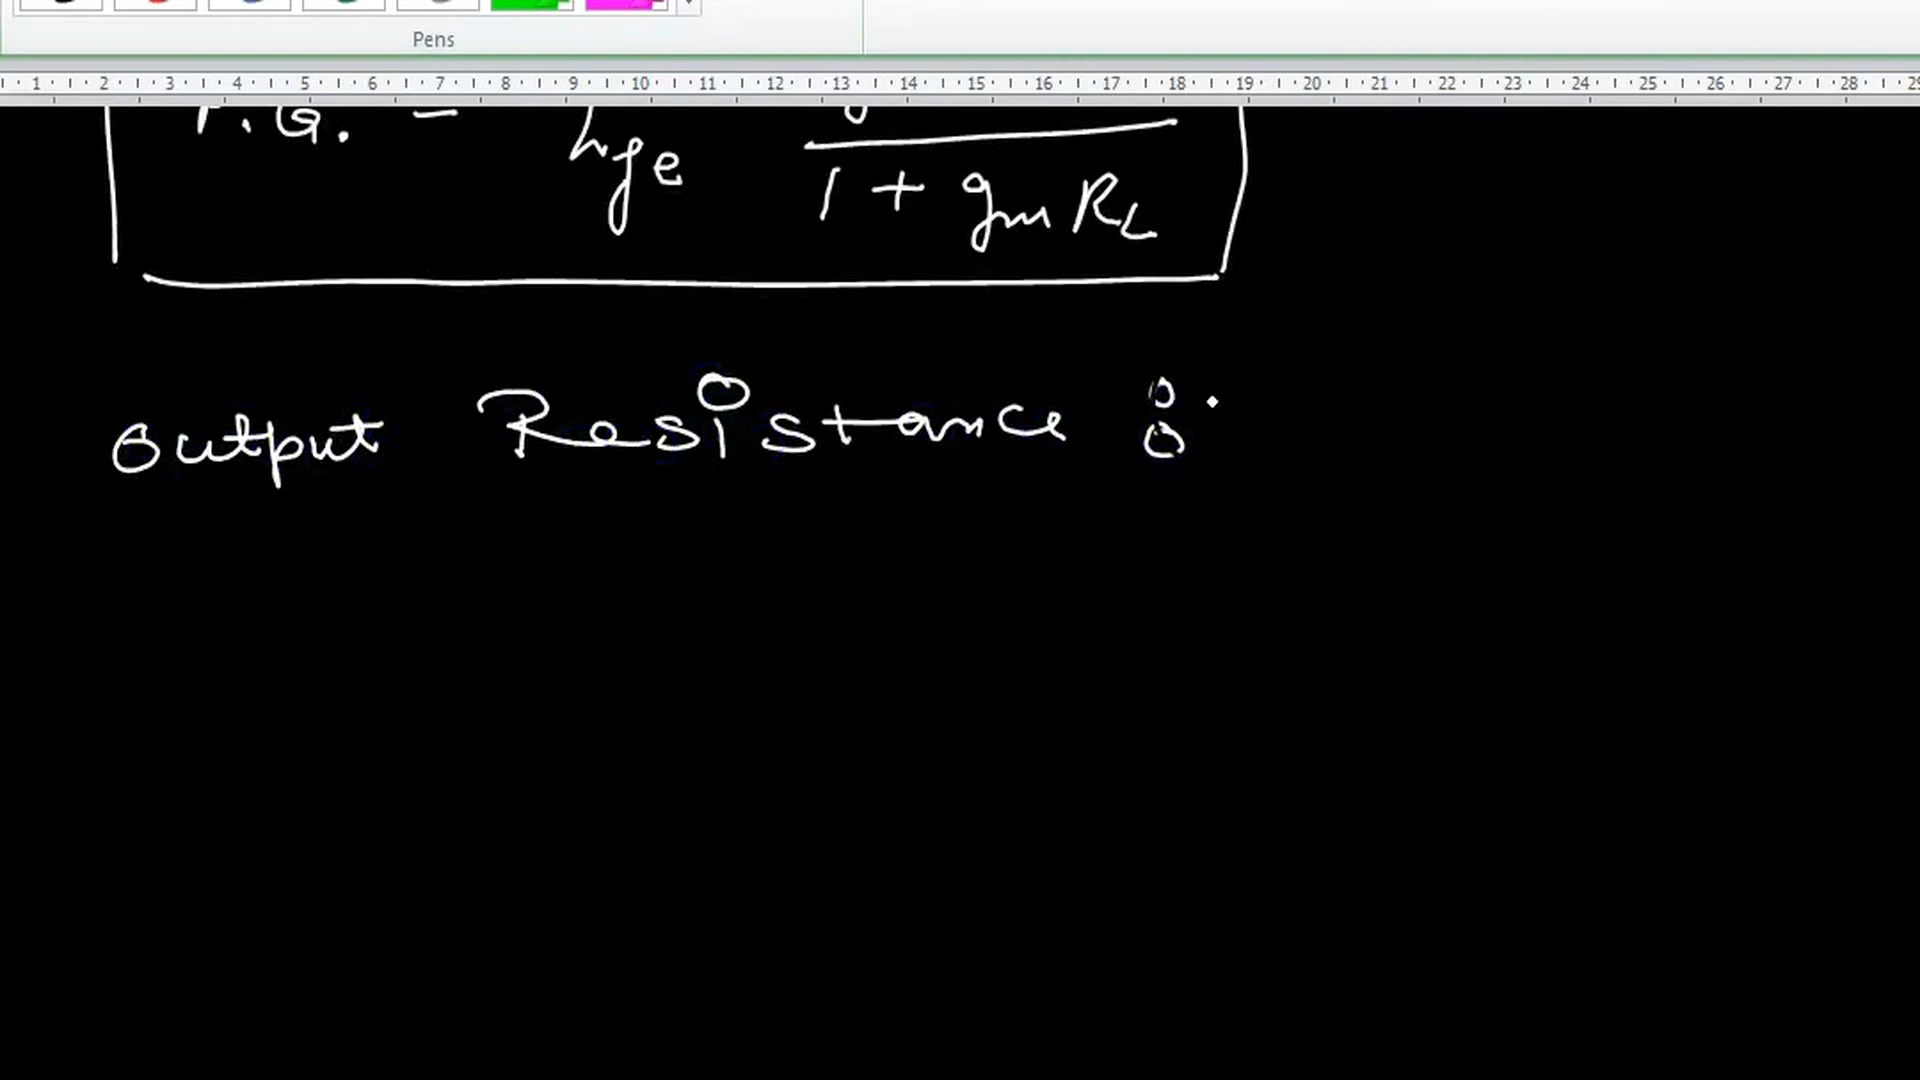 Pens
1 2 3 4 5 6 7 8 9 10 11 12 13 14 15 16 17 18 19 20 21 22 23 24 25 26 27 28 29
P.G. = hfe
1 + gm RL
Output Resistance :